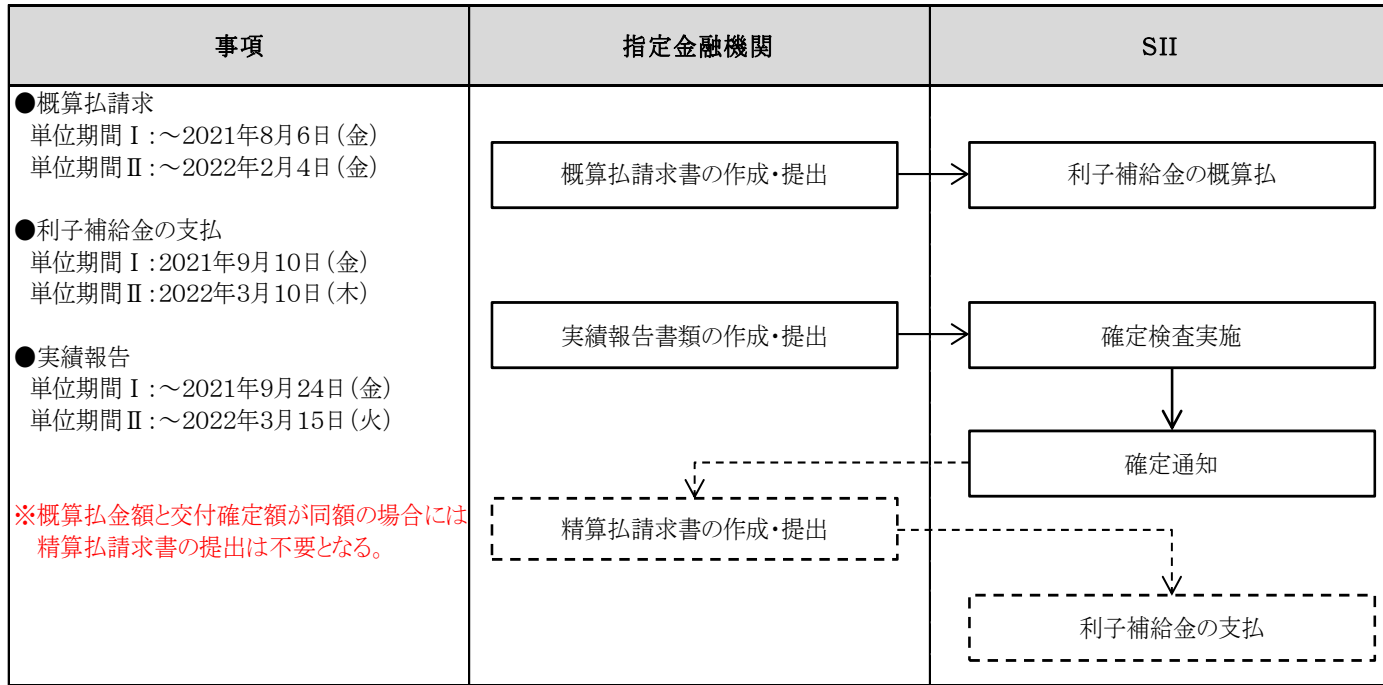 事項
指定金融機関
SII
●概算払請求
単位期間Ⅰ:~2021年8月6日(金)
単位期間Ⅱ:~2022年2月4日(金)
●利子補給金の支払
単位期間Ⅰ:2021年9月10日(金)
単位期間Ⅱ:2022年3月10日(木)
●実績報告
単位期間Ⅰ:~2021年9月24日(金)
単位期間Ⅱ:~2022年3月15日(火)
※概算払金額と交付確定額が同額の場合には
精算払請求書の提出は不要となる。
概算払請求書の作成・提出
利子補給金の概算払
実績報告書類の作成・提出
確定検査実施
確定通知
精算払請求書の作成・提出
利子補給金の支払